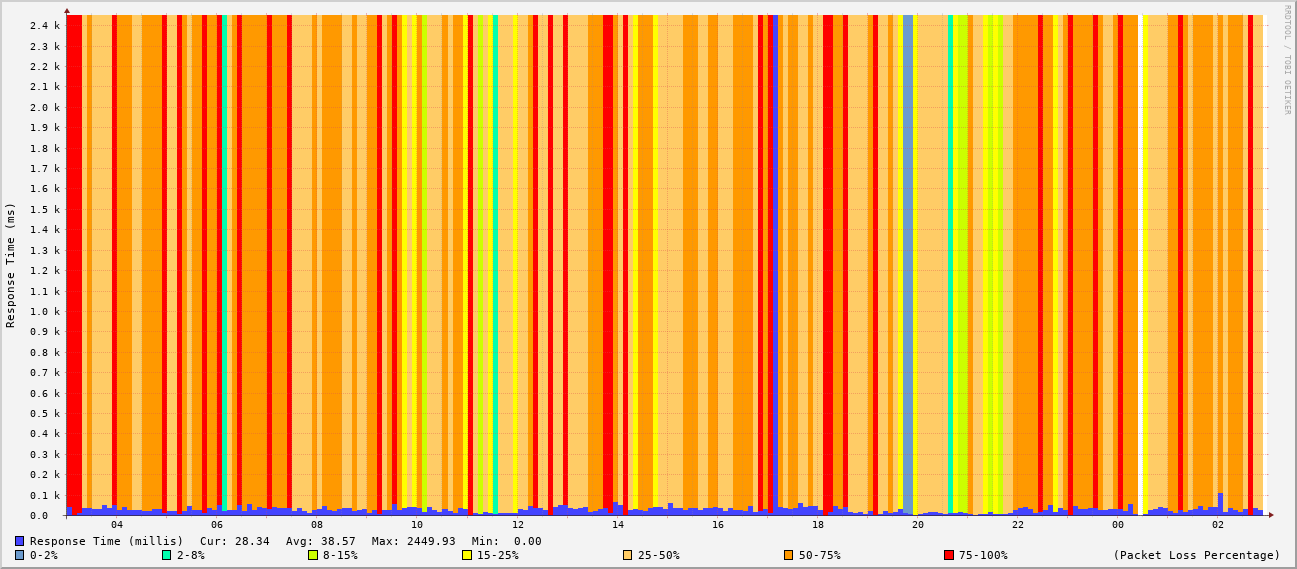 RRDTOOL / TOBI OETIKER
Response Time (ms)
2.4 k
2.3 k
2.2 k
2.1 k
2.0 k
1.9 k
1.8 k
1.7 k
1.6 k
1.5 k
1.4 k
1.3 k
1.2 k
1.1 k
1.0 k
0.9 k
0.8 k
0.7 k
0.6 k
0.5 k
0.4 k
0.3 k
0.2 k
0.1 k
0.0
04 06 08 10 12 14 16 18 20 22 00 02
Response Time (millis) Cur: 28.34 Avg: 38.57 Max: 2449.93 Min: 0.00
0-2% 2-8% 8-15% 15-25% 25-50% 50-75% 75-100% (Packet Loss Percentage)